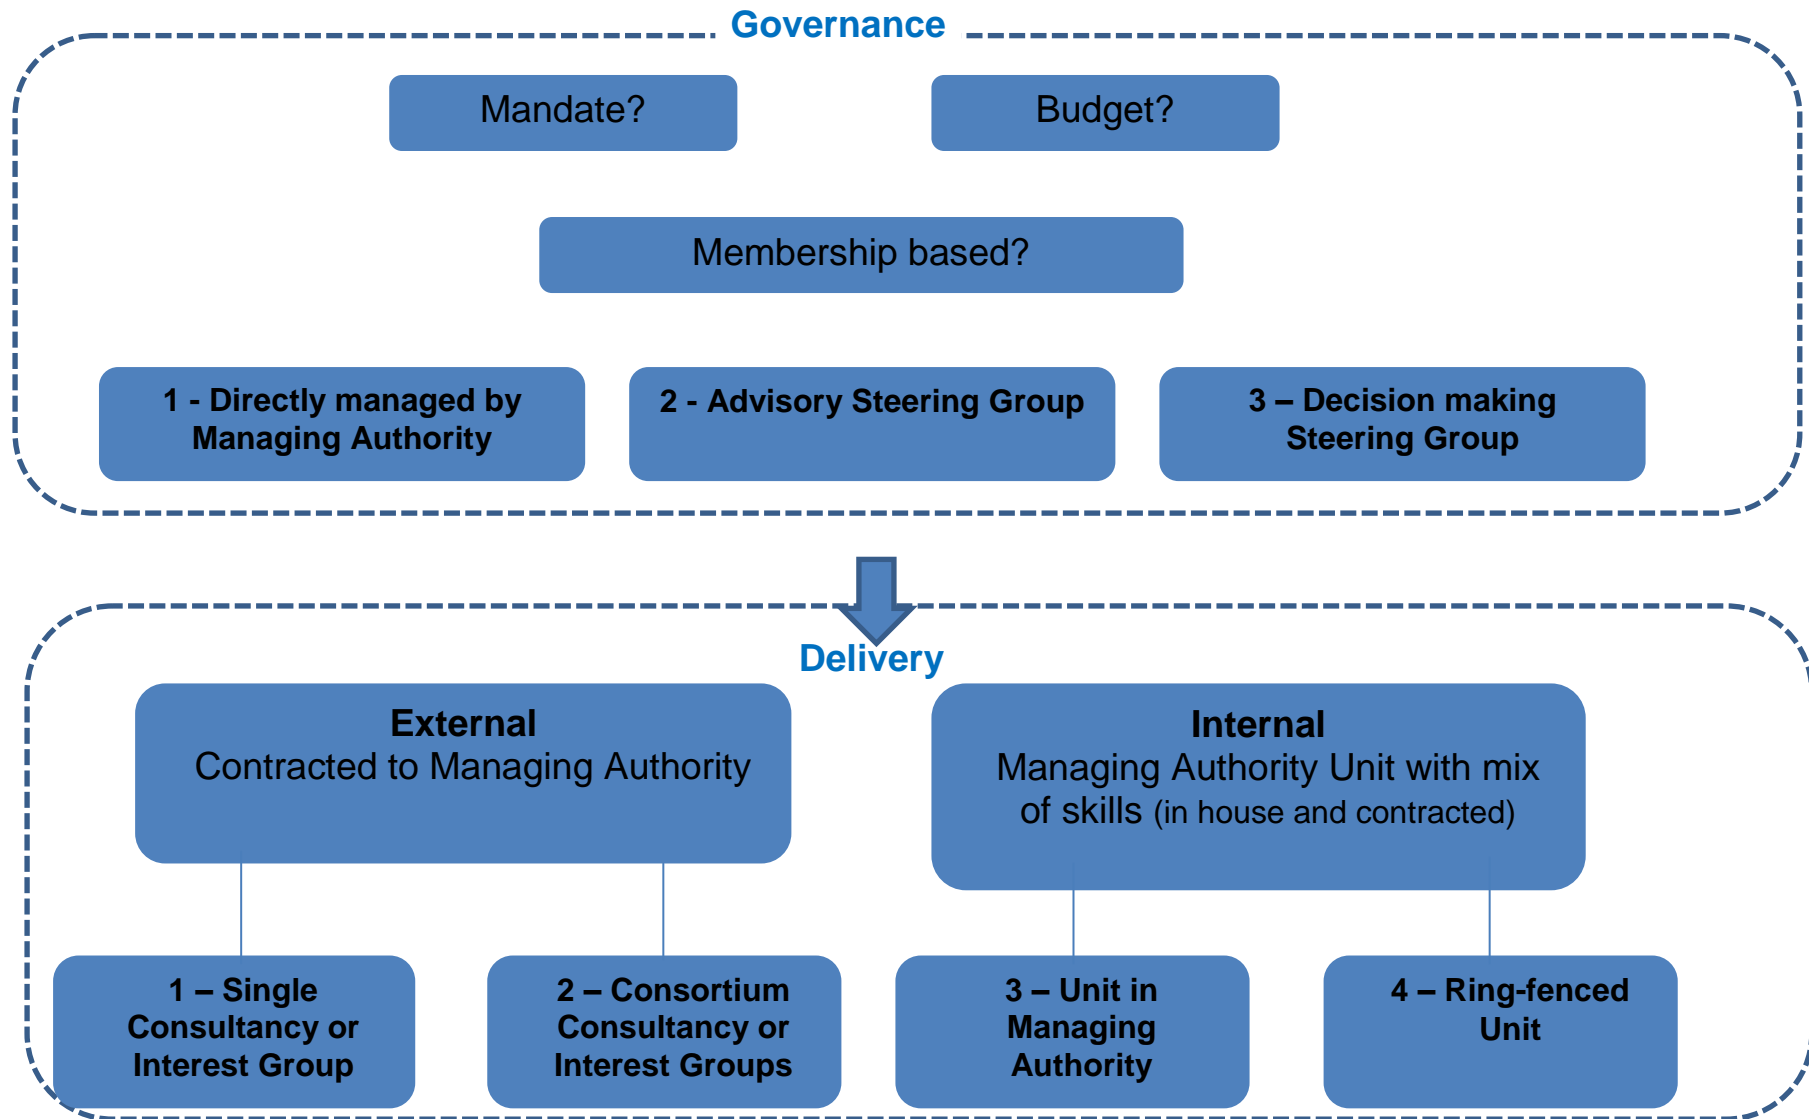 Governance
Mandate?
Budget?
Membership based?
1 - Directly managed by
Managing Authority
2 - Advisory Steering Group
3 – Decision making
Steering Group
Delivery
External
Contracted to Managing Authority
Internal
Managing Authority Unit with mix
of skills (in house and contracted)
1 – Single
Consultancy or
Interest Group
2 – Consortium
Consultancy or
Interest Groups
3 – Unit in
Managing
Authority
4 – Ring-fenced
Unit